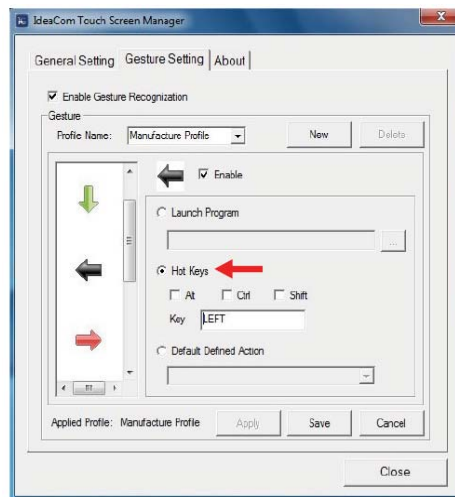 IdeaCom Touch Screen Manager
General Setting Gesture Setting About
Enable Gesture Recognization
Gesture
Profile Name: Manufacture Profile New Delete
Enable
Launch Program
...
Hot Keys
Alt Ctrl Shift
Key LEFT
Default Defined Action
Applied Profile: Manufacture Profile Apply Save Cancel
Close